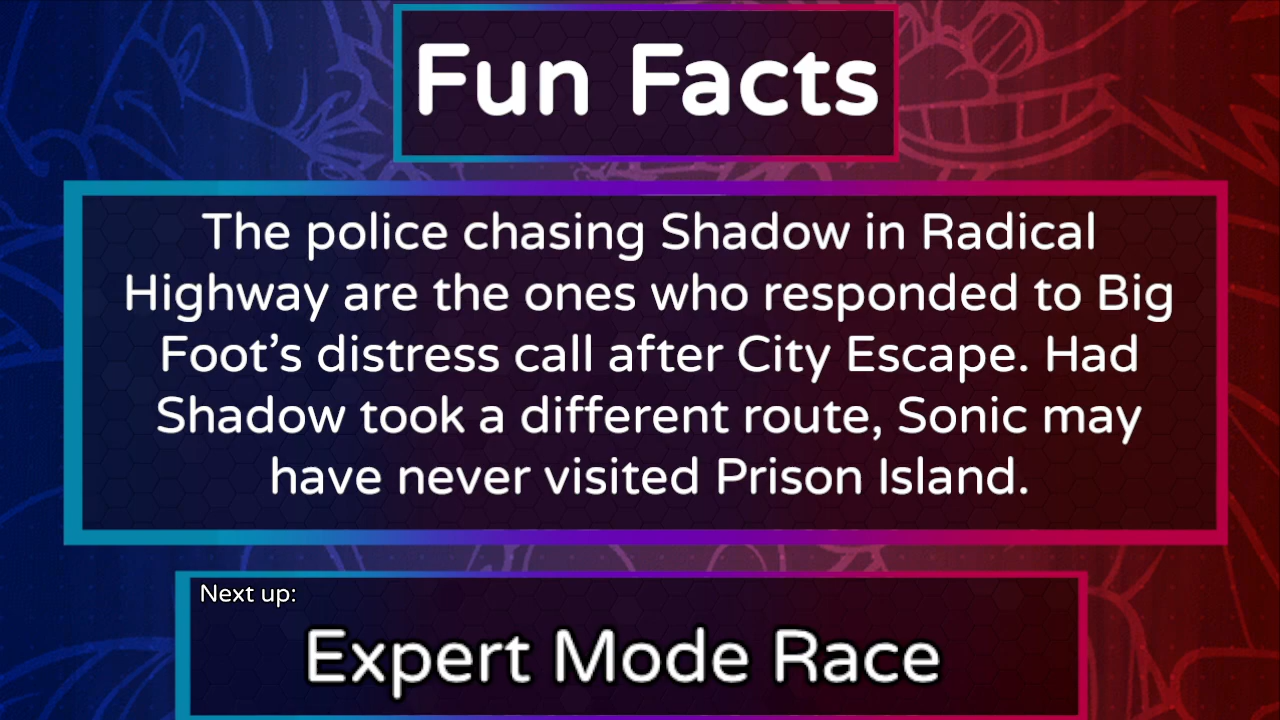 Fun Facts
The police chasing Shadow in Radical
Highway are the ones who responded to Big
Foot’s distress call after City Escape. Had
Shadow took a different route, Sonic may
have never visited Prison Island.
Next up:
Expert Mode Race